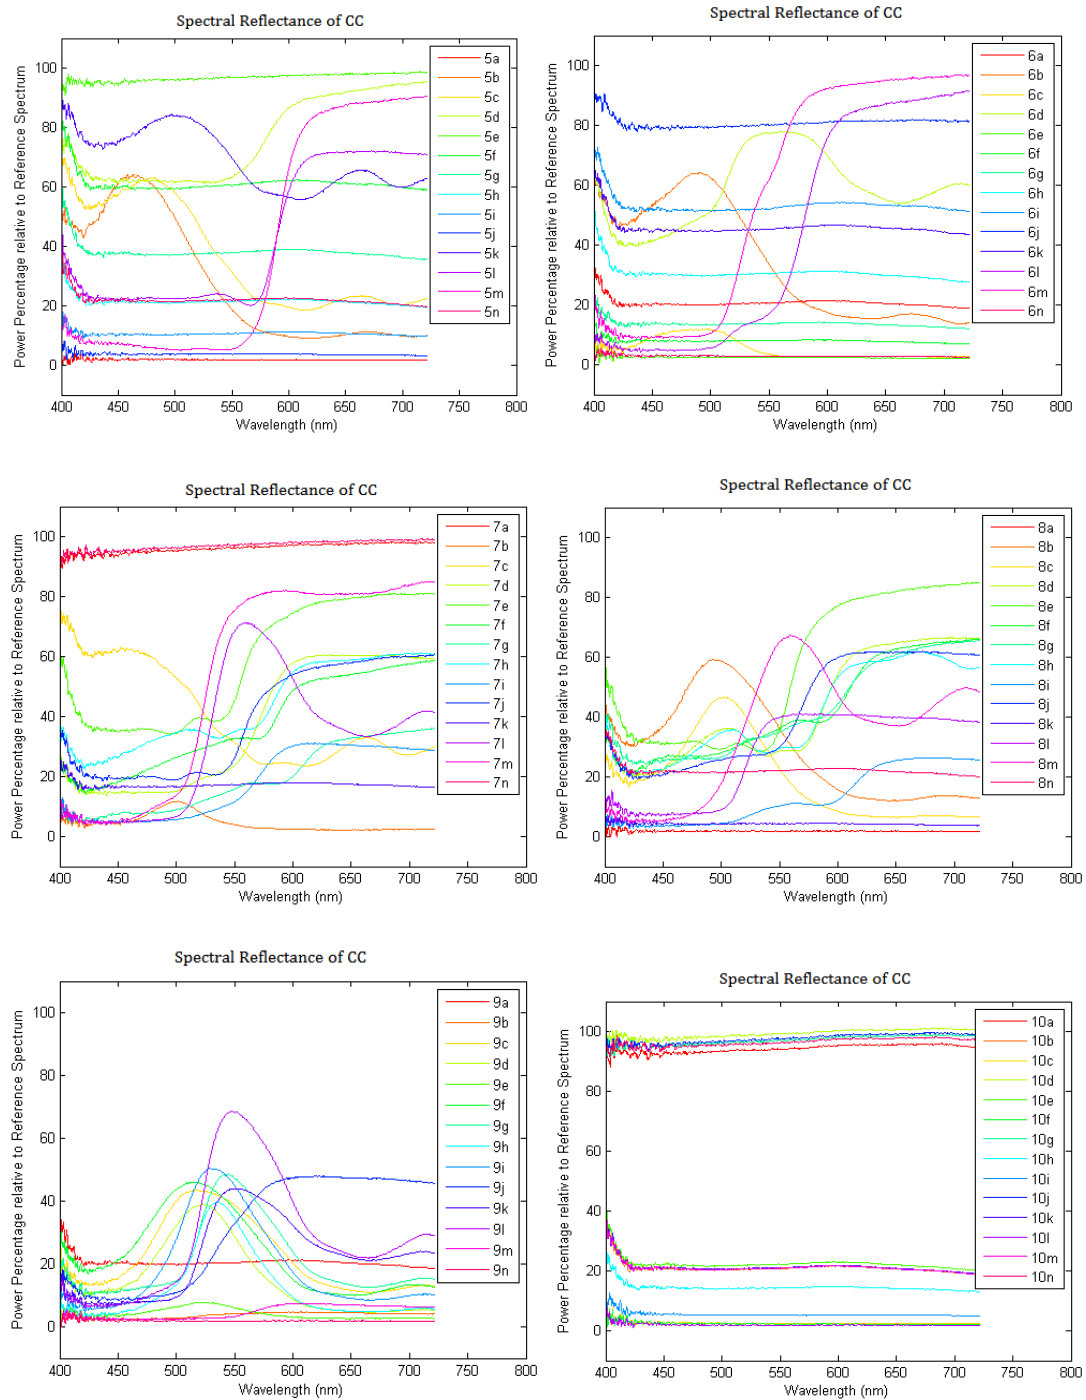 Spectral Reflectance of CC
Power Percentage relative to Reference Spectrum
100
80
60
40
20
0
400 450 500 550 600 650 700 750 800
Wavelength (nm)
5a
5b
5c
5d
5e
5f
5g
5h
5i
5j
5k
5l
5m
5n
Spectral Reflectance of CC
Power Percentage relative to Reference Spectrum
100
80
60
40
20
0
400 450 500 550 600 650 700 750 800
Wavelength (nm)
6a
6b
6c
6d
6e
6f
6g
6h
6i
6j
6k
6l
6m
6n
Spectral Reflectance of CC
Power Percentage relative to Reference Spectrum
100
80
60
40
20
0
400 450 500 550 600 650 700 750 800
Wavelength (nm)
7a
7b
7c
7d
7e
7f
7g
7h
7i
7j
7k
7l
7m
7n
Spectral Reflectance of CC
Power Percentage relative to Reference Spectrum
100
80
60
40
20
0
400 450 500 550 600 650 700 750 800
Wavelength (nm)
8a
8b
8c
8d
8e
8f
8g
8h
8i
8j
8k
8l
8m
8n
Spectral Reflectance of CC
Power Percentage relative to Reference Spectrum
100
80
60
40
20
0
400 450 500 550 600 650 700 750 800
Wavelength (nm)
9a
9b
9c
9d
9e
9f
9g
9h
9i
9j
9k
9l
9m
9n
Spectral Reflectance of CC
Power Percentage relative to Reference Spectrum
100
80
60
40
20
0
400 450 500 550 600 650 700 750 800
Wavelength (nm)
10a
10b
10c
10d
10e
10f
10g
10h
10i
10j
10k
10l
10m
10n